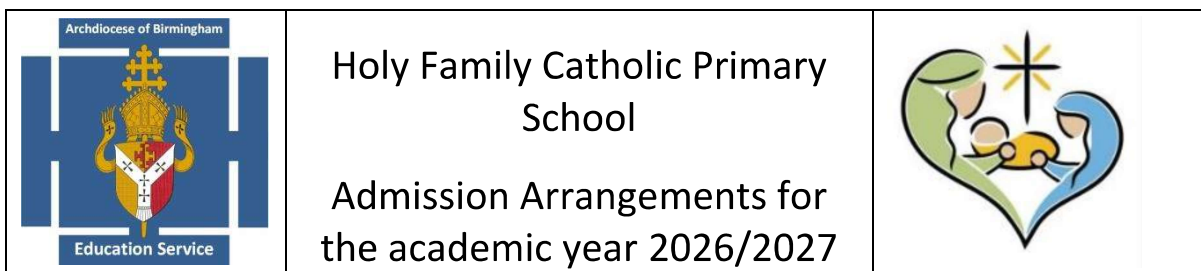 Archdiocese of Birmingham
Education Service
Holy Family Catholic Primary
School
Admission Arrangements for
the academic year 2026/2027